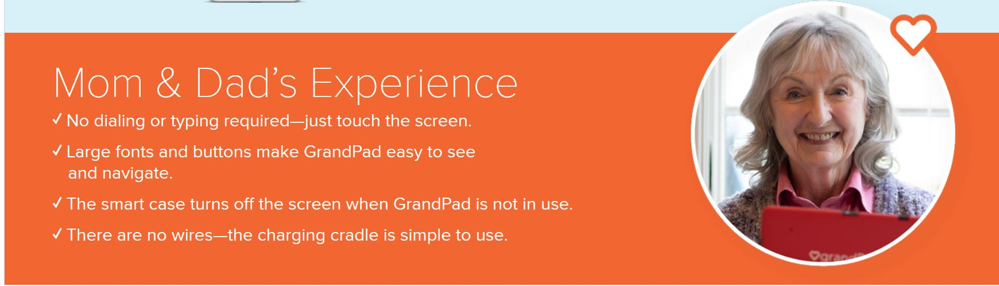 Mom & Dad’s Experience
✓ No dialing or typing required—just touch the screen.
✓ Large fonts and buttons make GrandPad easy to see
and navigate.
✓ The smart case turns off the screen when GrandPad is not in use.
✓ There are no wires—the charging cradle is simple to use.